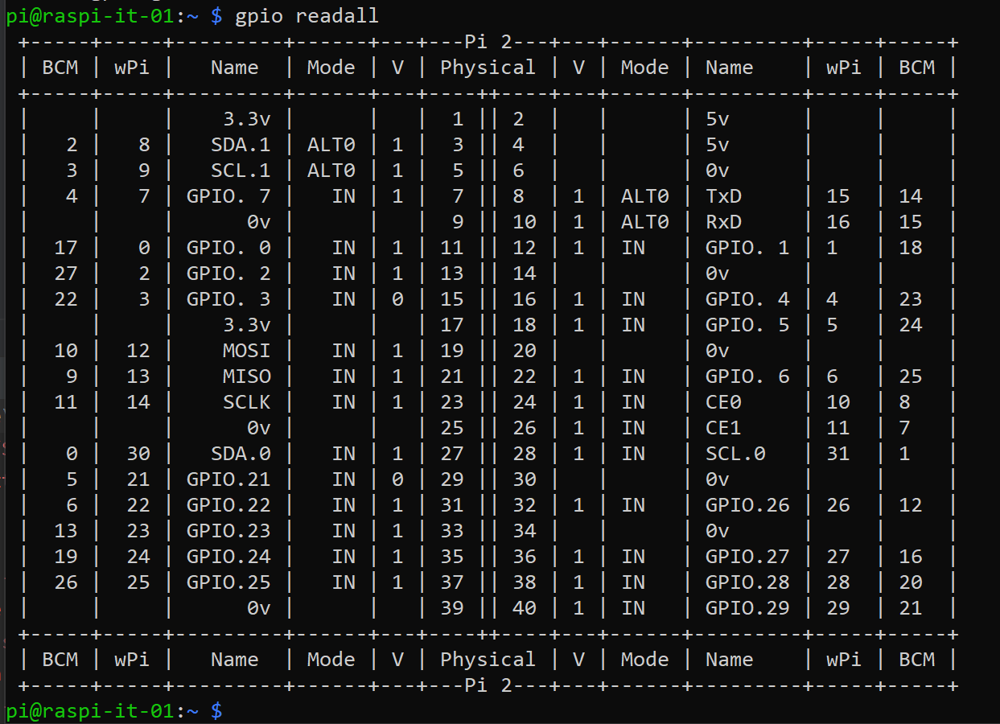 pi@raspi-it-01:~ $ gpio readall
 +-----+-----+---------+------+---+---Pi 2---+---+------+---------+-----+-----+
 | BCM | wPi |   Name  | Mode | V | Physical | V | Mode | Name    | wPi | BCM |
 +-----+-----+---------+------+---+----++----+---+------+---------+-----+-----+
 |     |     |    3.3v |      |   |  1 || 2  |   |      | 5v      |     |     |
 |   2 |   8 |   SDA.1 | ALT0 | 1 |  3 || 4  |   |      | 5v      |     |     |
 |   3 |   9 |   SCL.1 | ALT0 | 1 |  5 || 6  |   |      | 0v      |     |     |
 |   4 |   7 | GPIO. 7 |   IN | 1 |  7 || 8  | 1 | ALT0 | TxD     | 15  | 14  |
 |     |     |      0v |      |   |  9 || 10 | 1 | ALT0 | RxD     | 16  | 15  |
 |  17 |   0 | GPIO. 0 |   IN | 1 | 11 || 12 | 1 | IN   | GPIO. 1 | 1   | 18  |
 |  27 |   2 | GPIO. 2 |   IN | 1 | 13 || 14 |   |      | 0v      |     |     |
 |  22 |   3 | GPIO. 3 |   IN | 0 | 15 || 16 | 1 | IN   | GPIO. 4 | 4   | 23  |
 |     |     |    3.3v |      |   | 17 || 18 | 1 | IN   | GPIO. 5 | 5   | 24  |
 |  10 |  12 |    MOSI |   IN | 1 | 19 || 20 |   |      | 0v      |     |     |
 |   9 |  13 |    MISO |   IN | 1 | 21 || 22 | 1 | IN   | GPIO. 6 | 6   | 25  |
 |  11 |  14 |    SCLK |   IN | 1 | 23 || 24 | 1 | IN   | CE0     | 10  | 8   |
 |     |     |      0v |      |   | 25 || 26 | 1 | IN   | CE1     | 11  | 7   |
 |   0 |  30 |   SDA.0 |   IN | 1 | 27 || 28 | 1 | IN   | SCL.0   | 31  | 1   |
 |   5 |  21 | GPIO.21 |   IN | 0 | 29 || 30 |   |      | 0v      |     |     |
 |   6 |  22 | GPIO.22 |   IN | 1 | 31 || 32 | 1 | IN   | GPIO.26 | 26  | 12  |
 |  13 |  23 | GPIO.23 |   IN | 1 | 33 || 34 |   |      | 0v      |     |     |
 |  19 |  24 | GPIO.24 |   IN | 1 | 35 || 36 | 1 | IN   | GPIO.27 | 27  | 16  |
 |  26 |  25 | GPIO.25 |   IN | 1 | 37 || 38 | 1 | IN   | GPIO.28 | 28  | 20  |
 |     |     |      0v |      |   | 39 || 40 | 1 | IN   | GPIO.29 | 29  | 21  |
 +-----+-----+---------+------+---+----++----+---+------+---------+-----+-----+
 | BCM | wPi |   Name  | Mode | V | Physical | V | Mode | Name    | wPi | BCM |
 +-----+-----+---------+------+---+---Pi 2---+---+------+---------+-----+-----+
pi@raspi-it-01:~ $